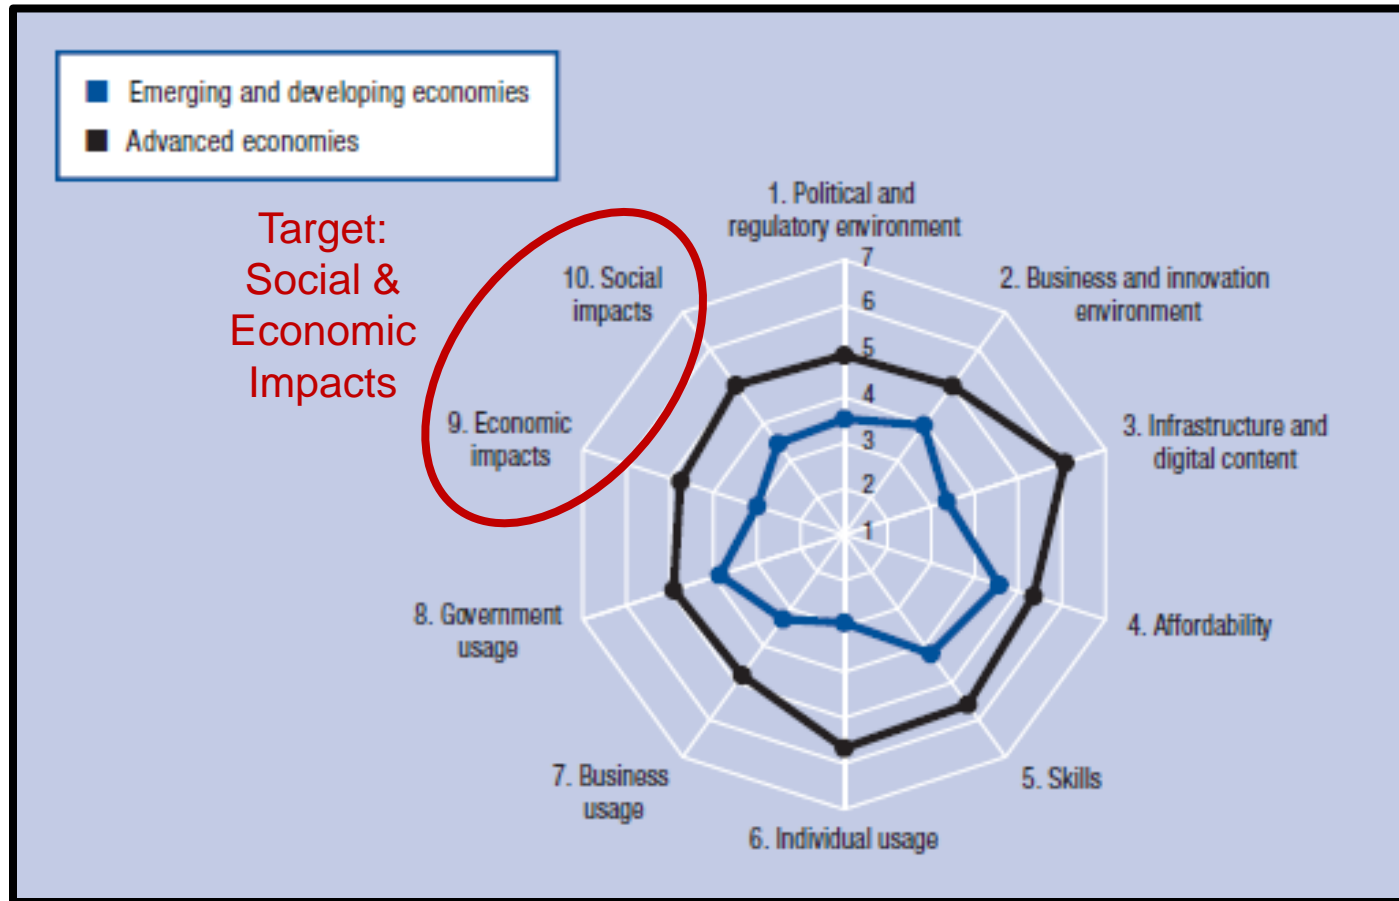 Emerging and developing economies
Advanced economies
Target:
Social &
Economic
Impacts
1. Political and
regulatory environment
2. Business and innovation
environment
3. Infrastructure and
digital content
4. Affordability
5. Skills
6. Individual usage
7. Business
usage
8. Government
usage
9. Economic
impacts
10. Social
impacts
7
6
5
4
3
2
1